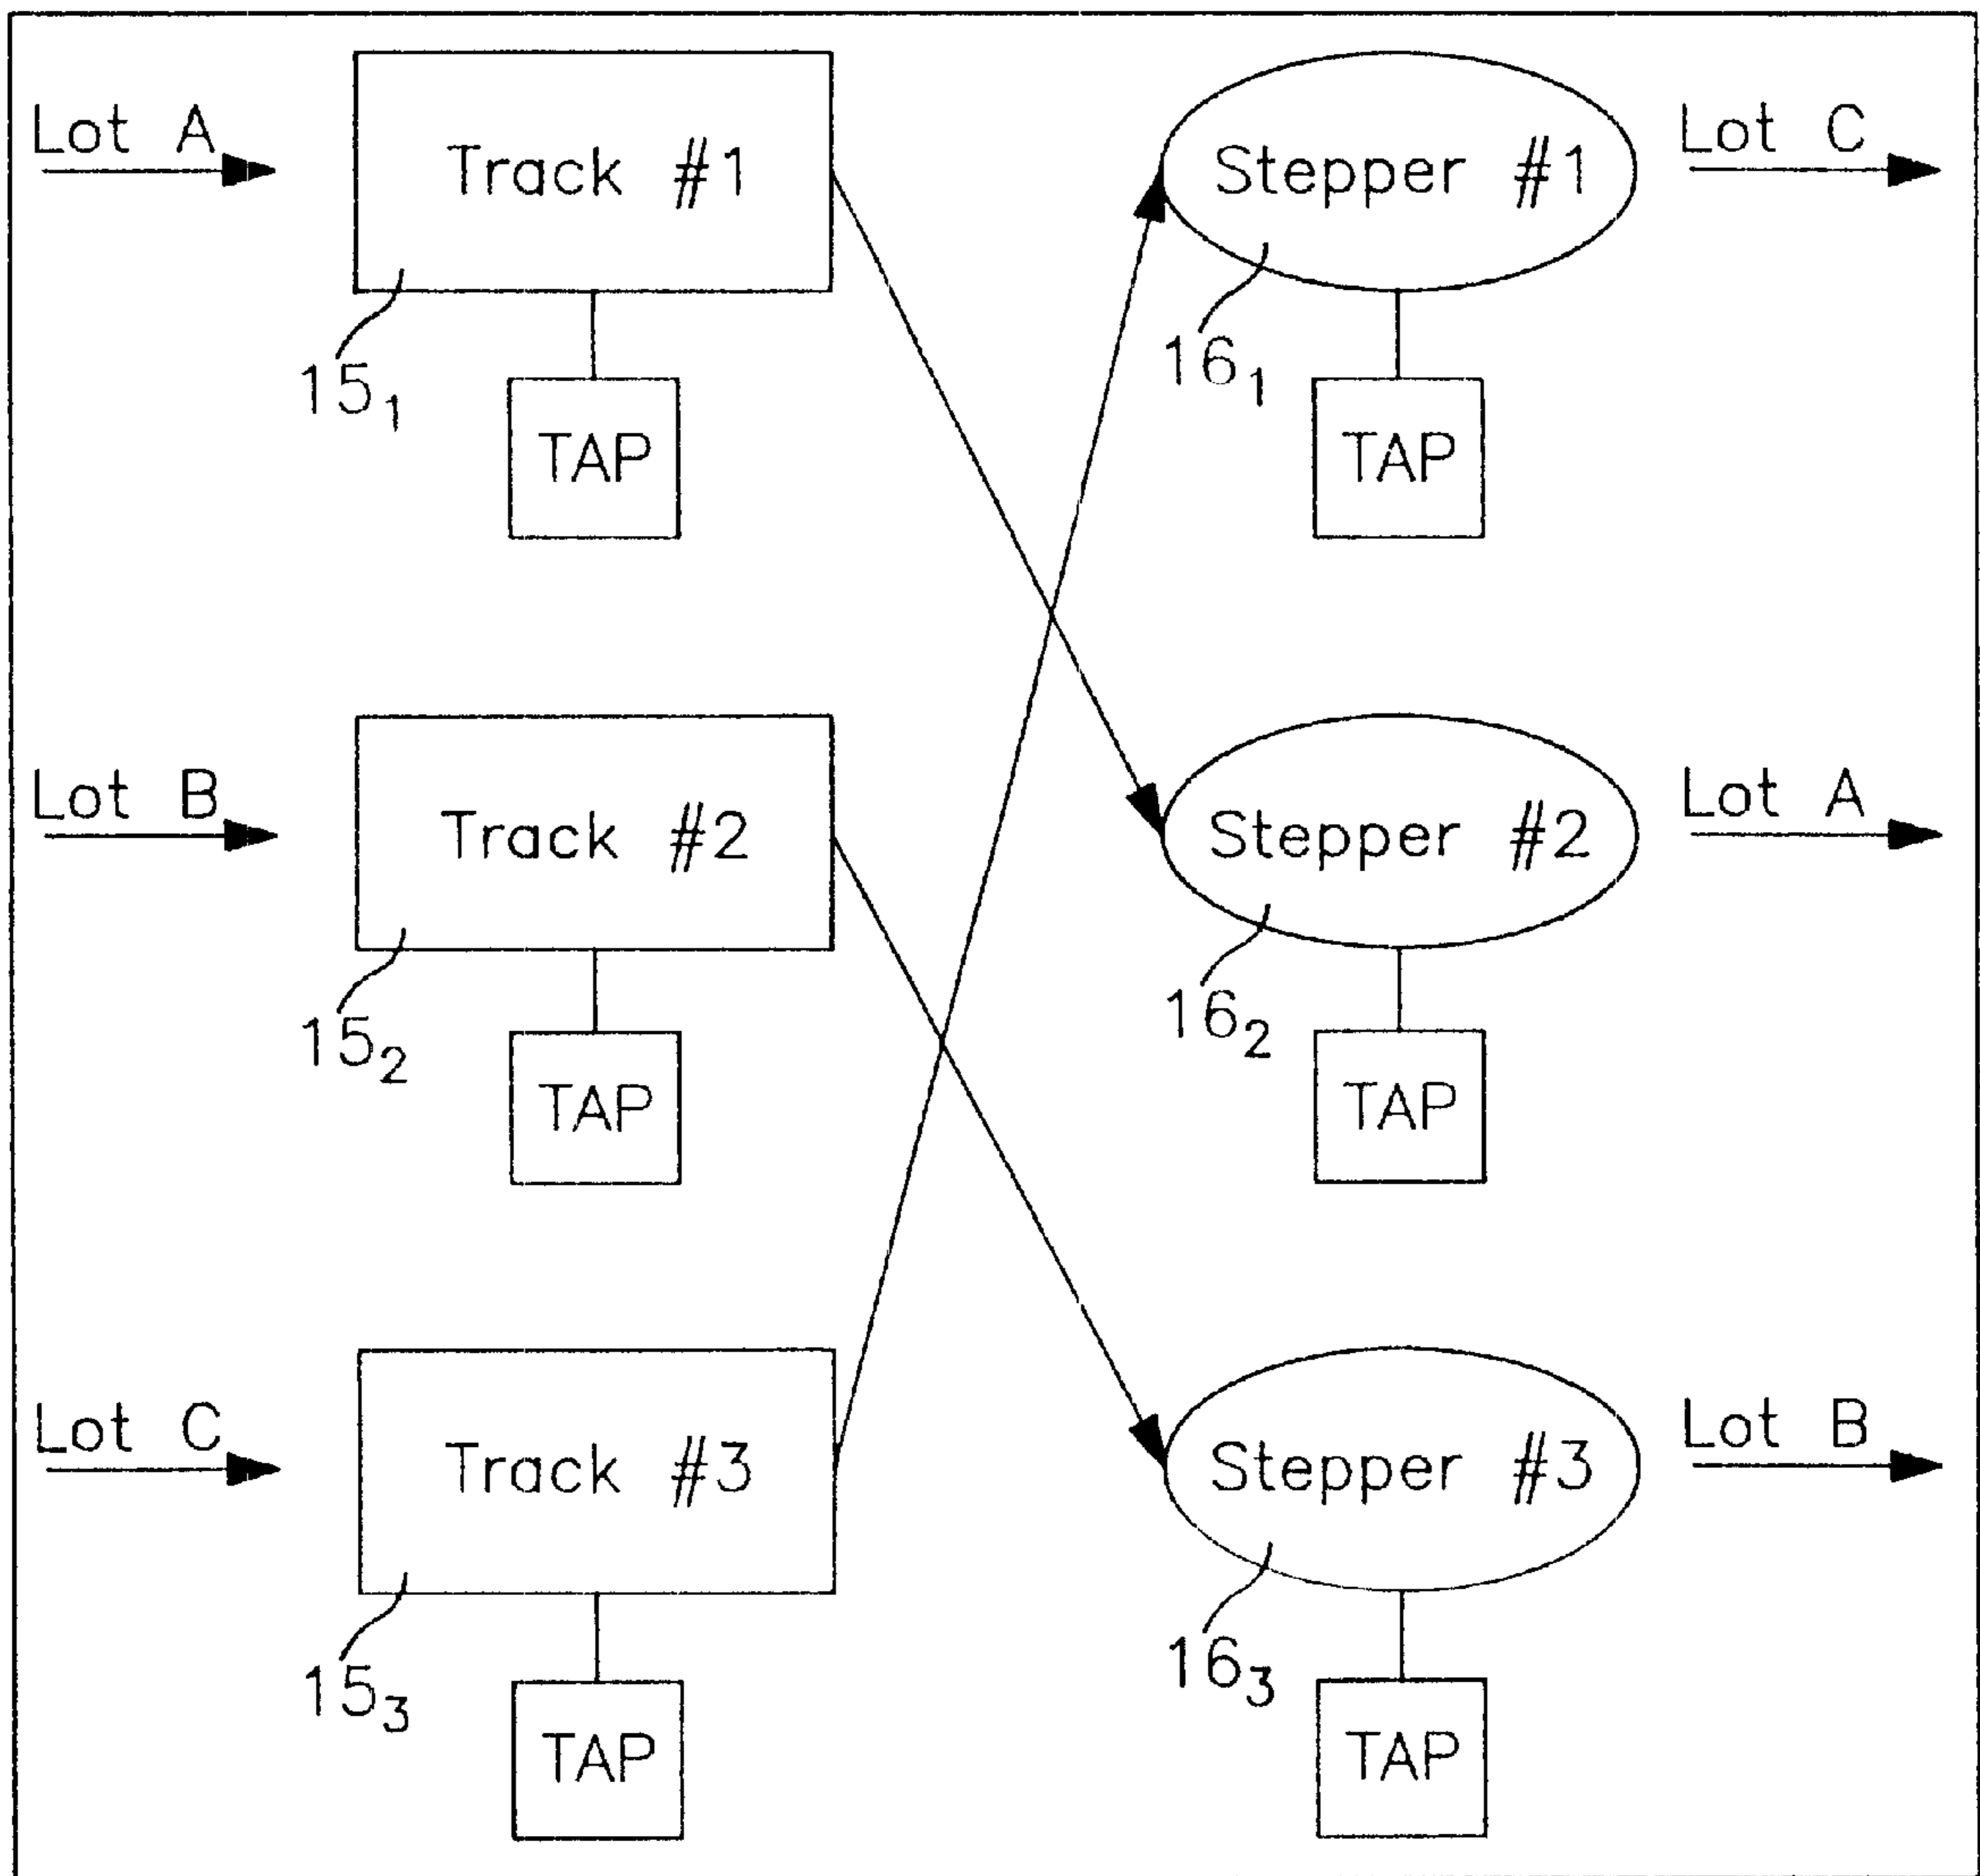 Lot A
Track #1
Stepper #1
Lot C
15₁
16₁
TAP
TAP
Lot B
Track #2
Stepper #2
Lot A
15₂
16₂
TAP
TAP
Lot C
Track #3
Stepper #3
Lot B
15₃
16₃
TAP
TAP